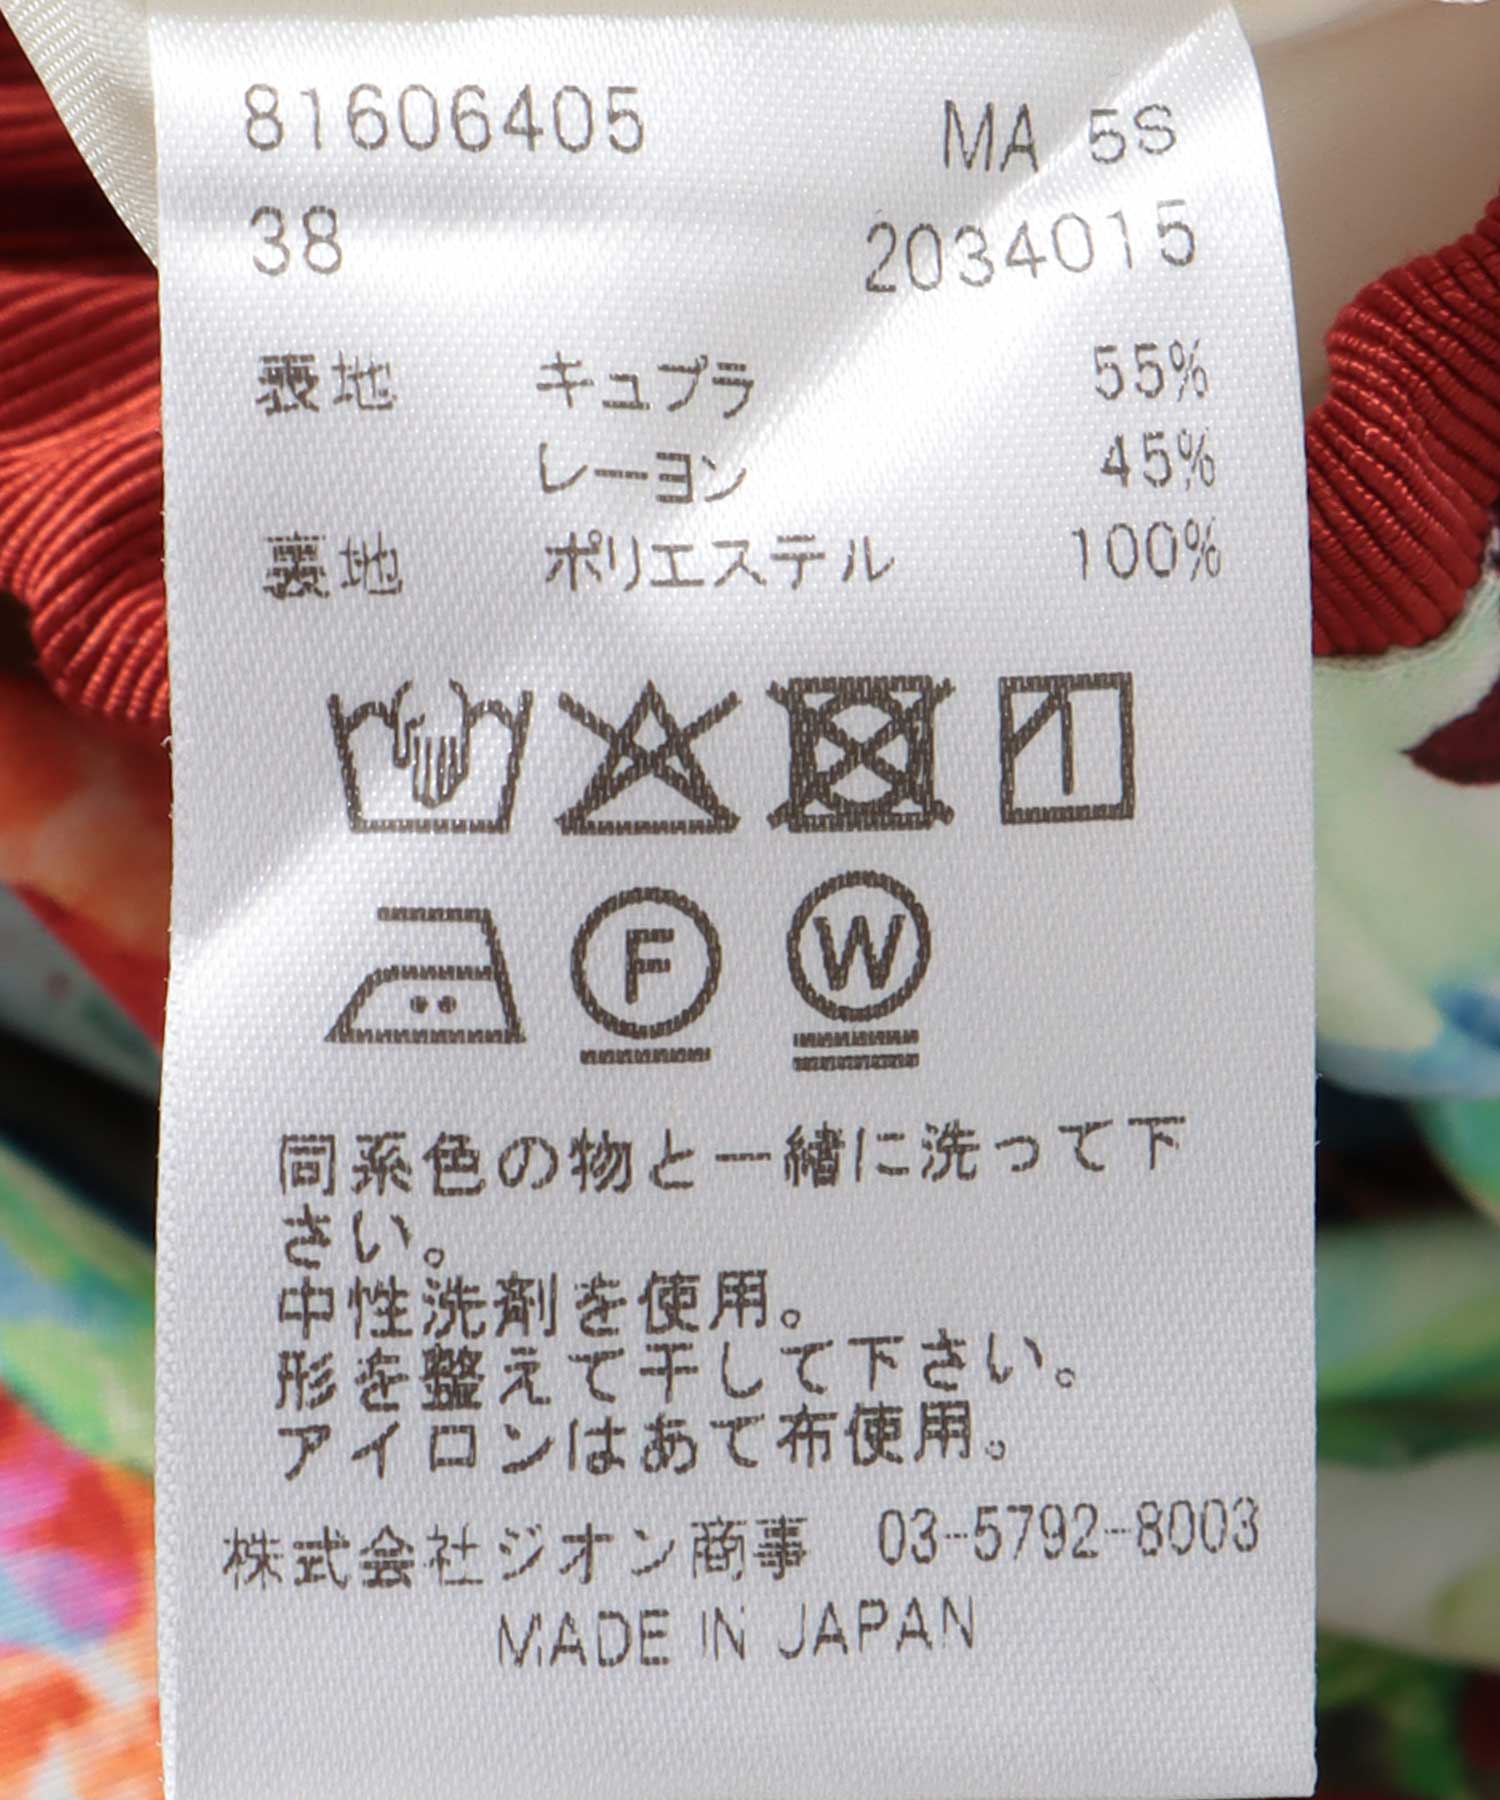 81606405 MA 5S
38 2034015
表地 キュプラ 55%
レーヨン 45%
裏地 ポリエステル 100%
F W
同系色の物と一緒に洗って下
さい。
中性洗剤を使用。
形を整えて干して下さい。
アイロンはあて布使用。
株式会社ジオン商事 03-5792-8003
MADE IN JAPAN